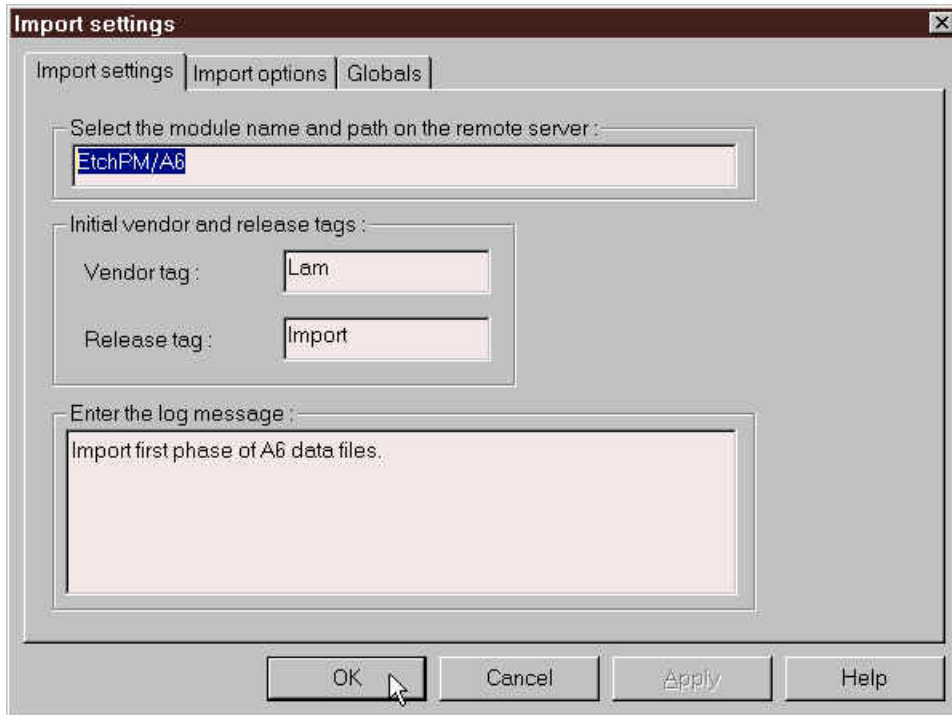 Import settings
Import settings Import options Globals
Select the module name and path on the remote server :
EtchPM/A6
Initial vendor and release tags :
Vendor tag : Lam
Release tag : Import
Enter the log message :
Import first phase of A6 data files.
OK Cancel Apply Help